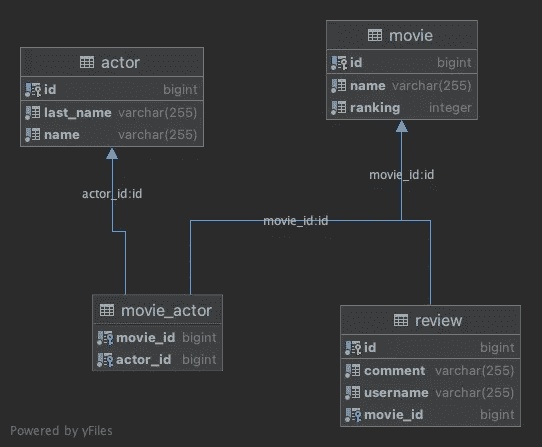 actor
id bigint
last_name varchar(255)
name varchar(255)
movie
id bigint
name varchar(255)
ranking integer
actor_id:id
movie_id:id
movie_id:id
movie_actor
movie_id bigint
actor_id bigint
review
id bigint
comment varchar(255)
username varchar(255)
movie_id bigint
Powered by yFiles